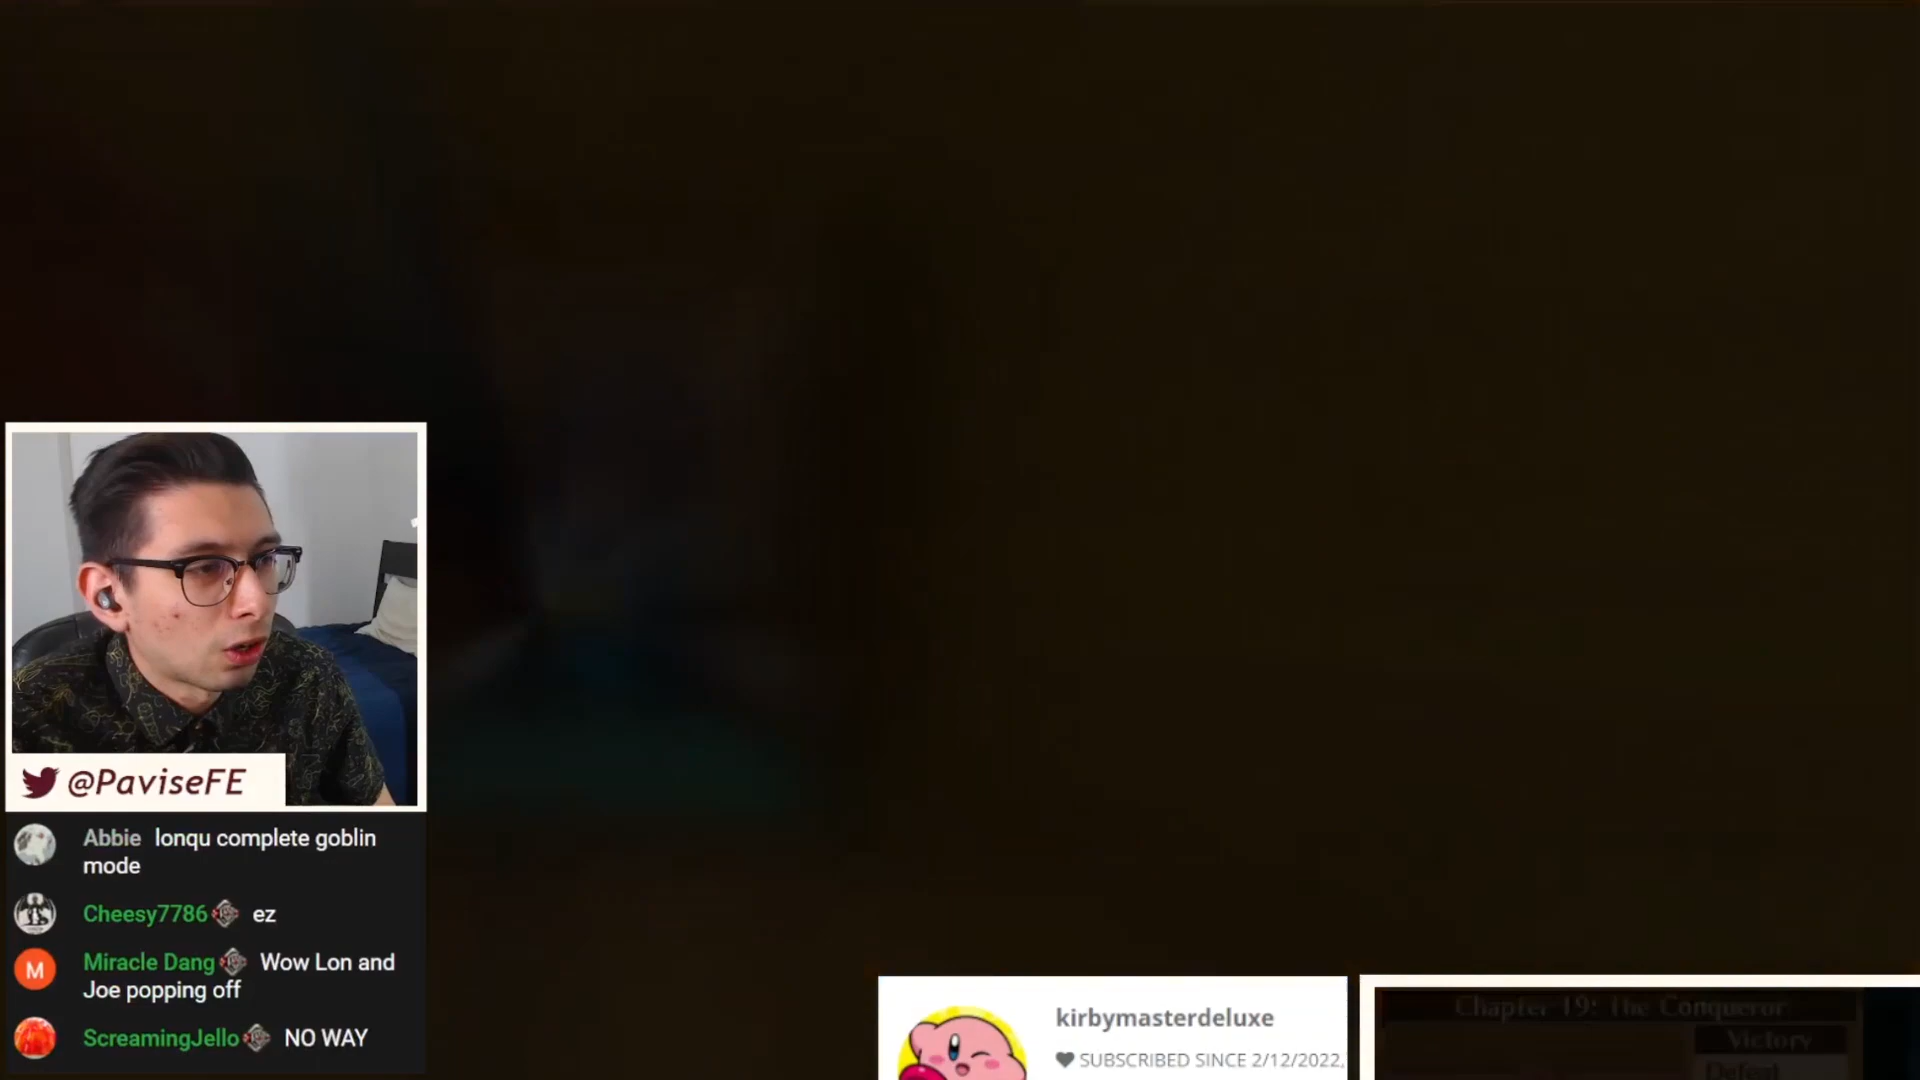 @PaviseFE
Abbie lonqu complete goblin
mode
Cheesy7786 ez
M
Miracle Dang Wow Lon and
Joe popping off
ScreamingJello NO WAY
kirbymasterdeluxe
SUBSCRIBED SINCE 2/12/2022,
Chapter 19: The Conqueror
Victory
Defeat